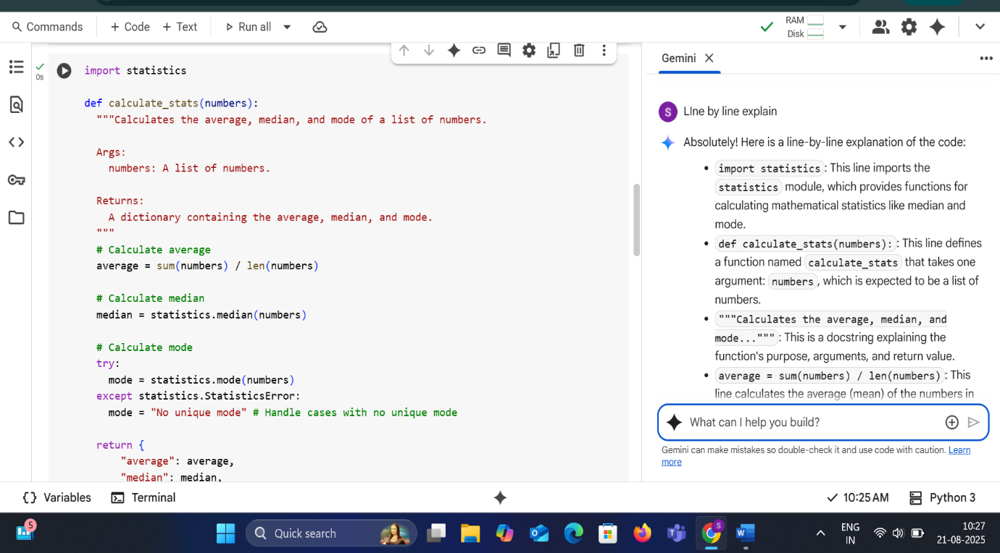 Commands
+ Code
+ Text
Run all
RAM
Disk
0s
import statistics
def calculate_stats(numbers):
"""Calculates the average, median, and mode of a list of numbers.
Args:
numbers: A list of numbers.
Returns:
A dictionary containing the average, median, and mode.
"""
# Calculate average
average = sum(numbers) / len(numbers)
# Calculate median
median = statistics.median(numbers)
# Calculate mode
try:
mode = statistics.mode(numbers)
except statistics.StatisticsError:
mode = "No unique mode" # Handle cases with no unique mode
return {
"average": average,
"median": median,
Gemini
S
LIne by line explain
Absolutely! Here is a line-by-line explanation of the code:
• import statistics: This line imports the
statistics module, which provides functions for
calculating mathematical statistics like median and
mode.
• def calculate_stats(numbers):: This line defines
a function named calculate_stats that takes one
argument: numbers, which is expected to be a list of
numbers.
• """Calculates the average, median, and
mode...""": This is a docstring explaining the
function's purpose, arguments, and return value.
• average = sum(numbers) / len(numbers): This
line calculates the average (mean) of the numbers in
What can I help you build?
Gemini can make mistakes so double-check it and use code with caution. Learn
more
{} Variables
Terminal
10:25 AM
Python 3
5
Quick search
S
ENG
IN
10:27
21-08-2025